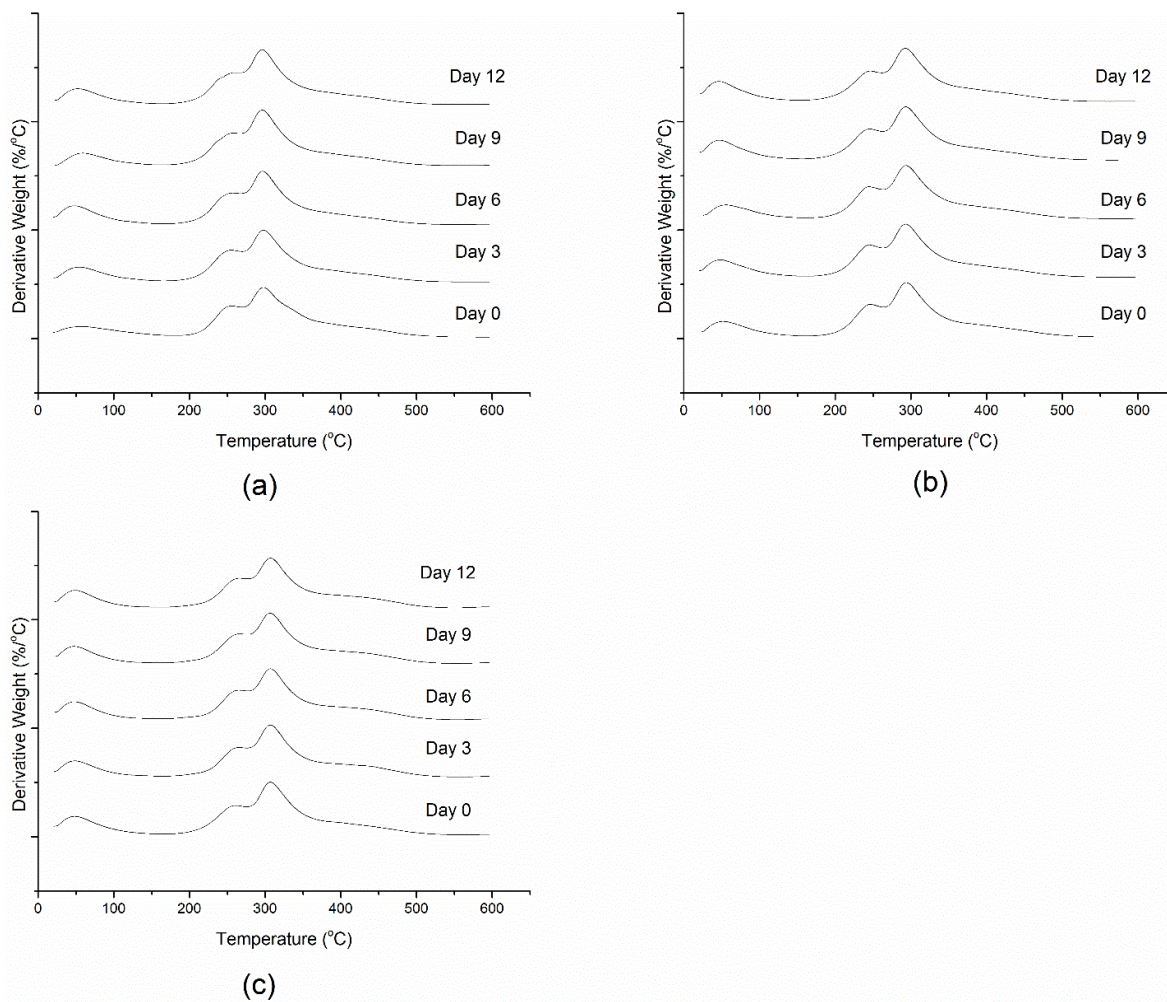 Derivative Weight (%/°C)
Day 12
Day 9
Day 6
Day 3
Day 0
0 100 200 300 400 500 600
Temperature (°C)
(a)
Derivative Weight (%/°C)
Day 12
Day 9
Day 6
Day 3
Day 0
0 100 200 300 400 500 600
Temperature (°C)
(b)
Derivative Weight (%/°C)
Day 12
Day 9
Day 6
Day 3
Day 0
0 100 200 300 400 500 600
Temperature (°C)
(c)